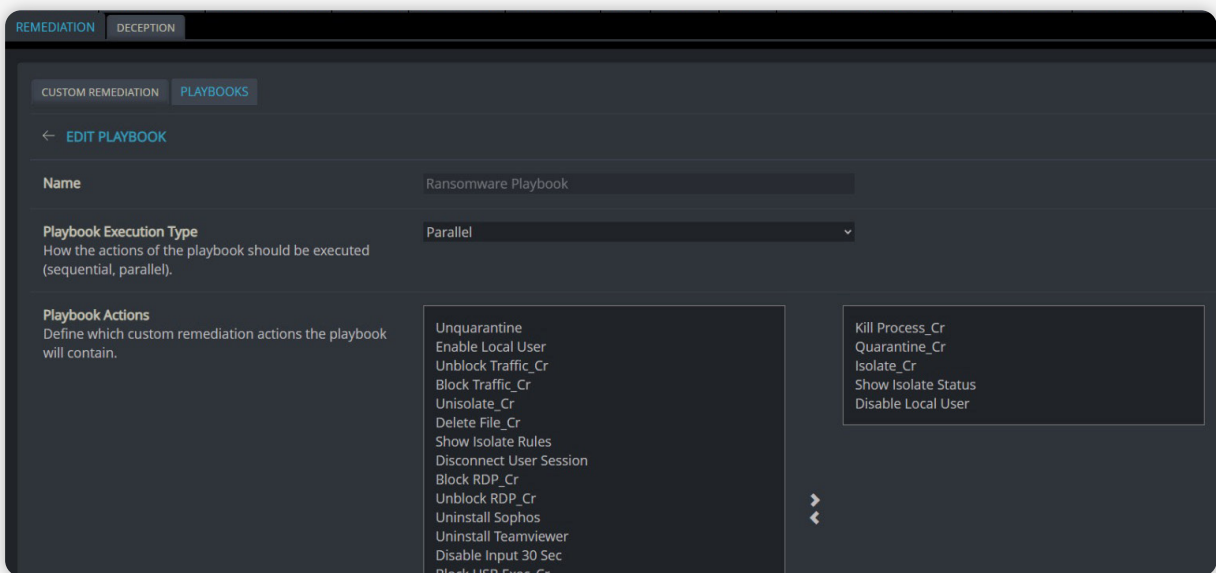 REMEDIATION DECEPTION
CUSTOM REMEDIATION PLAYBOOKS
← EDIT PLAYBOOK
Name
Ransomware Playbook
Playbook Execution Type
How the actions of the playbook should be executed
(sequential, parallel).
Parallel
Playbook Actions
Define which custom remediation actions the playbook
will contain.
Unquarantine
Enable Local User
Unblock Traffic_Cr
Block Traffic_Cr
Unisolate_Cr
Delete File_Cr
Show Isolate Rules
Disconnect User Session
Block RDP_Cr
Unblock RDP_Cr
Uninstall Sophos
Uninstall Teamviewer
Disable Input 30 Sec
Block USB Exec_Cr
Kill Process_Cr
Quarantine_Cr
Isolate_Cr
Show Isolate Status
Disable Local User